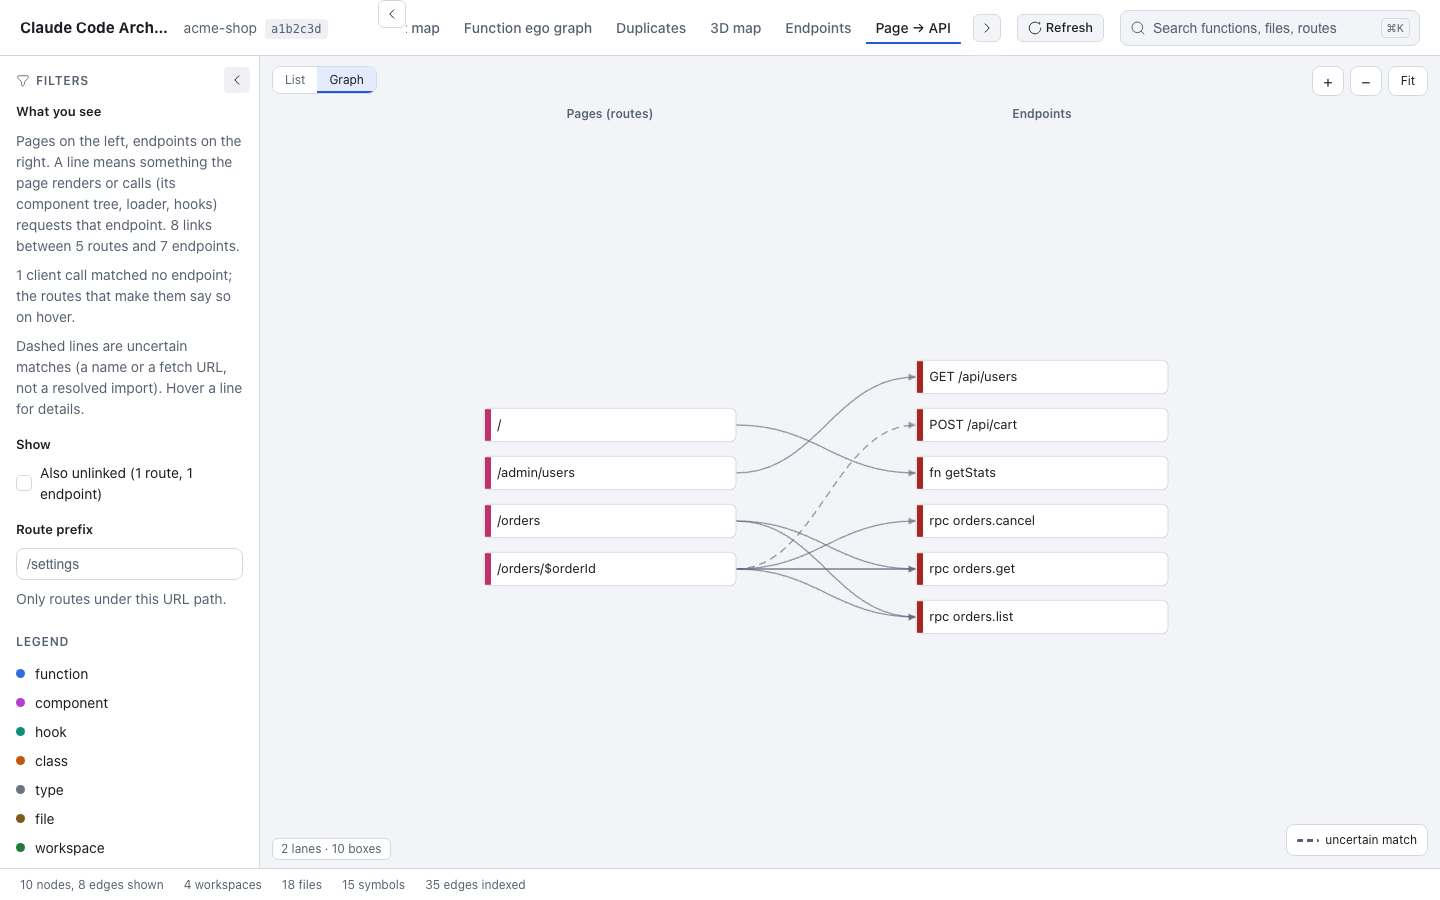 Claude Code Arch...
acme-shop
a1b2c3d
map
Function ego graph
Duplicates
3D map
Endpoints
Page → API
Refresh
Search functions, files, routes
⌘K
FILTERS
What you see
Pages on the left, endpoints on the
right. A line means something the
page renders or calls (its
component tree, loader, hooks)
requests that endpoint. 8 links
between 5 routes and 7 endpoints.
1 client call matched no endpoint;
the routes that make them say so
on hover.
Dashed lines are uncertain
matches (a name or a fetch URL,
not a resolved import). Hover a line
for details.
Show
Also unlinked (1 route, 1
endpoint)
Route prefix
/settings
Only routes under this URL path.
LEGEND
function
component
hook
class
type
file
workspace
List
Graph
+
−
Fit
Pages (routes)
Endpoints
/
/admin/users
/orders
/orders/$orderId
GET /api/users
POST /api/cart
fn getStats
rpc orders.cancel
rpc orders.get
rpc orders.list
2 lanes · 10 boxes
uncertain match
10 nodes, 8 edges shown
4 workspaces
18 files
15 symbols
35 edges indexed